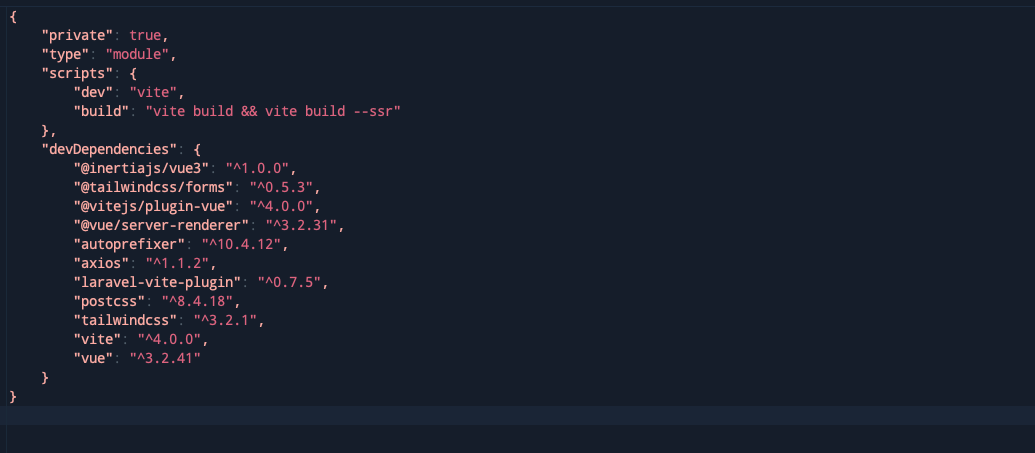 {
    "private": true,
    "type": "module",
    "scripts": {
        "dev": "vite",
        "build": "vite build && vite build --ssr"
    },
    "devDependencies": {
        "@inertiajs/vue3": "^1.0.0",
        "@tailwindcss/forms": "^0.5.3",
        "@vitejs/plugin-vue": "^4.0.0",
        "@vue/server-renderer": "^3.2.31",
        "autoprefixer": "^10.4.12",
        "axios": "^1.1.2",
        "laravel-vite-plugin": "^0.7.5",
        "postcss": "^8.4.18",
        "tailwindcss": "^3.2.1",
        "vite": "^4.0.0",
        "vue": "^3.2.41"
    }
}